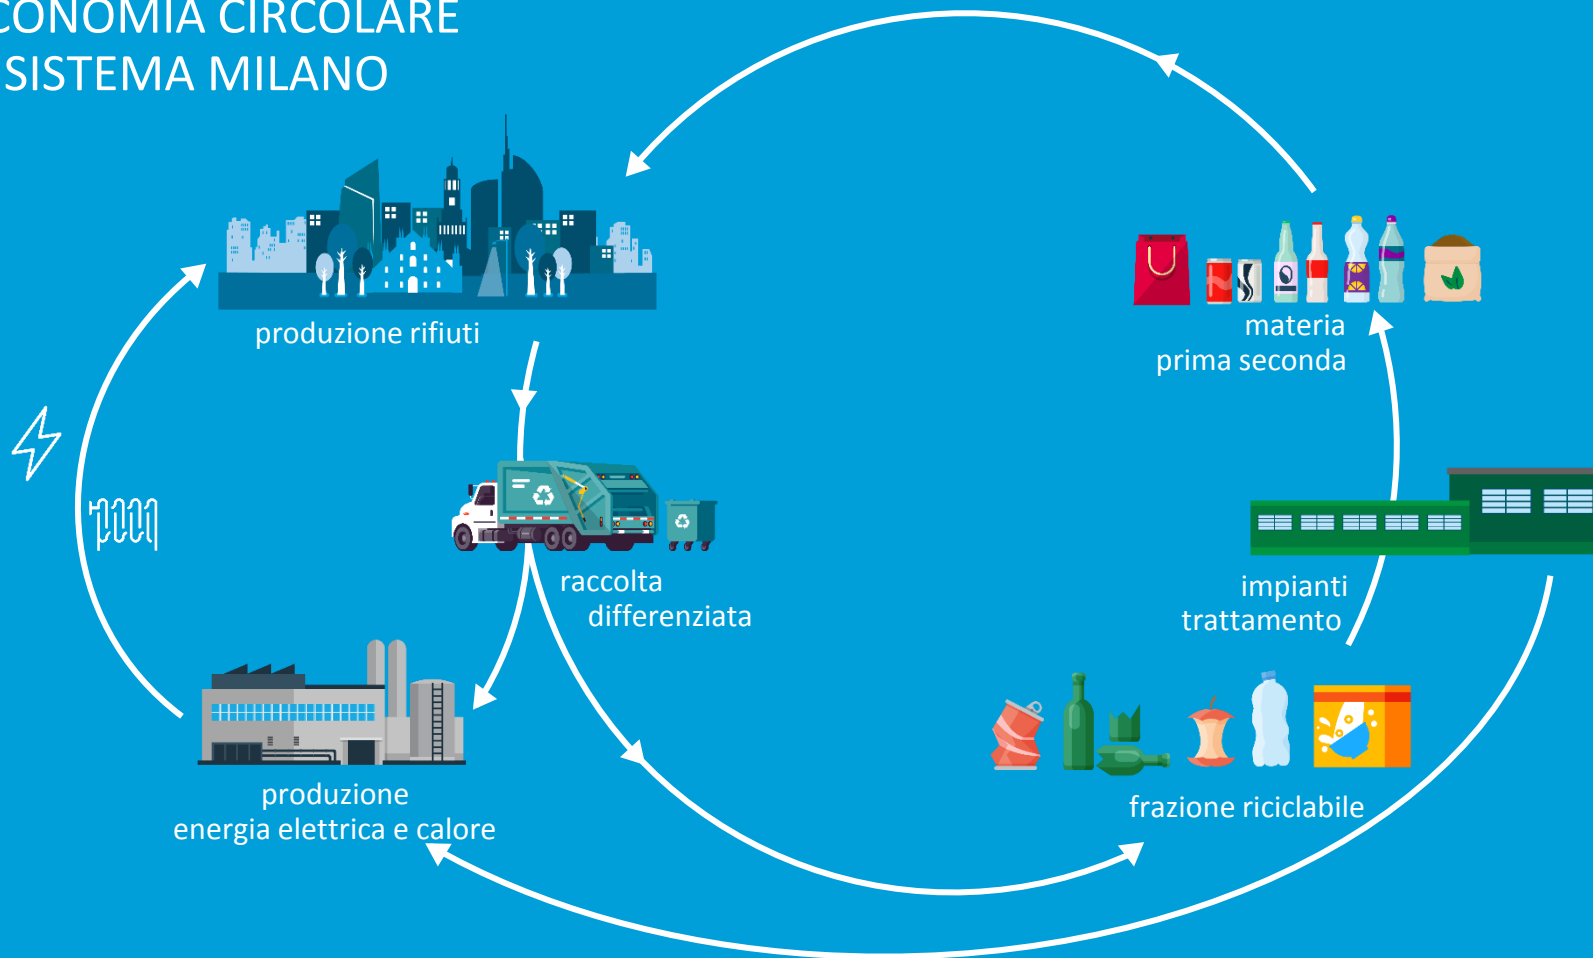 CONOMIA CIRCOLARE
SISTEMA MILANO
produzione rifiuti
materia
prima seconda
raccolta
differenziata
impianti
trattamento
produzione
energia elettrica e calore
frazione riciclabile